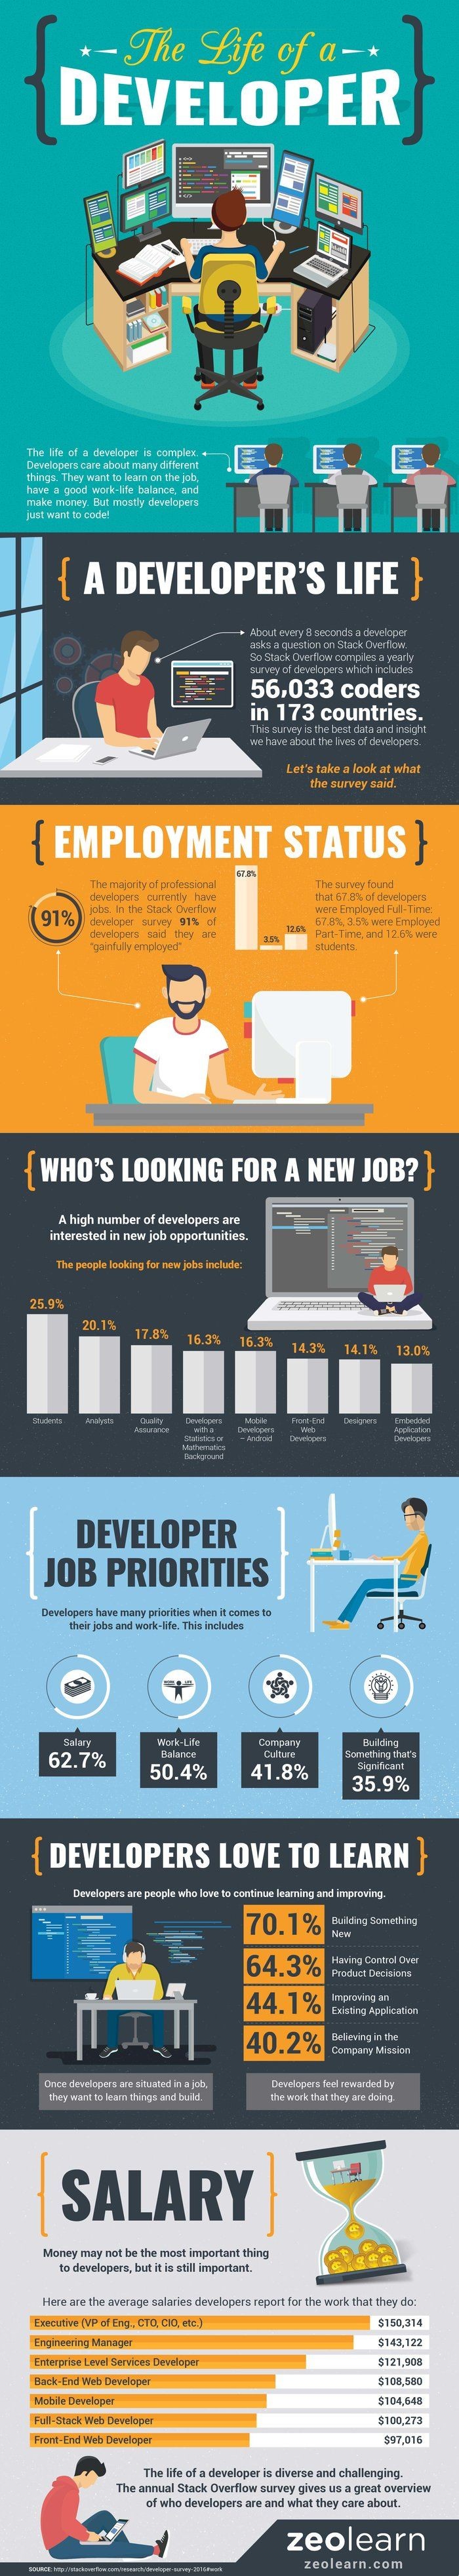 The Life of a
DEVELOPER
The life of a developer is complex.
Developers care about many different
things. They want to learn on the job,
have a good work-life balance, and
make money. But mostly developers
just want to code!
{ A DEVELOPER'S LIFE }
About every 8 seconds a developer
asks a question on Stack Overflow.
So Stack Overflow compiles a yearly
survey of developers which includes
56,033 coders
in 173 countries.
This survey is the best data and insight
we have about the lives of developers.
Let's take a look at what
the survey said.
{ EMPLOYMENT STATUS }
91%
The majority of professional
developers currently have
jobs. In the Stack Overflow
developer survey 91% of
developers said they are
"gainfully employed"
67.8%
3.5%
12.6%
The survey found
that 67.8% of developers
were Employed Full-Time:
67.8%, 3.5% were Employed
Part-Time, and 12.6% were
students.
{ WHO'S LOOKING FOR A NEW JOB? }
A high number of developers are
interested in new job opportunities.
The people looking for new jobs include:
25.9%
20.1%
17.8%
16.3%
16.3%
14.3%
14.1%
13.0%
Students
Analysts
Quality
Assurance
Developers
with a
Statistics or
Mathematics
Background
Mobile
Developers
– Android
Front-End
Web
Developers
Designers
Embedded
Application
Developers
DEVELOPER
JOB PRIORITIES
Developers have many priorities when it comes to
their jobs and work-life. This includes
Salary
62.7%
Work-Life
Balance
50.4%
Company
Culture
41.8%
Building
Something that's
Significant
35.9%
{ DEVELOPERS LOVE TO LEARN }
Developers are people who love to continue learning and improving.
70.1% Building Something
New
64.3% Having Control Over
Product Decisions
44.1% Improving an
Existing Application
40.2% Believing in the
Company Mission
Once developers are situated in a job,
they want to learn things and build.
Developers feel rewarded by
the work that they are doing.
[ SALARY ]
Money may not be the most important thing
to developers, but it is still important.
Here are the average salaries developers report for the work that they do:
Executive (VP of Eng., CTO, CIO, etc.) $150,314
Engineering Manager $143,122
Enterprise Level Services Developer $121,908
Back-End Web Developer $108,580
Mobile Developer $104,648
Full-Stack Web Developer $100,273
Front-End Web Developer $97,016
The life of a developer is diverse and challenging.
The annual Stack Overflow survey gives us a great overview
of who developers are and what they care about.
zeolearn
zeolearn.com
SOURCE: http://stackoverflow.com/research/developer-survey-2016#work